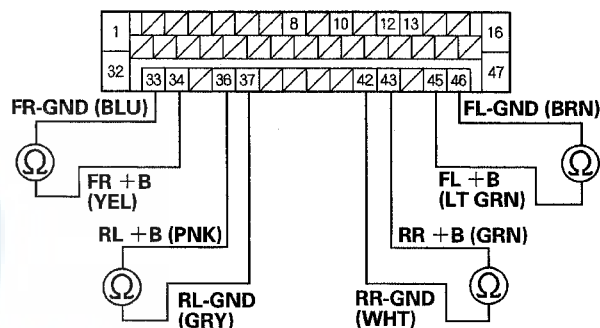 1 8 10 12 13 16
32 33 34 36 37 42 43 45 46 47
FR-GND (BLU)
FL-GND (BRN)
Ω
Ω
FR +B
(YEL)
FL +B
(LT GRN)
RL +B (PNK)
RR +B (GRN)
Ω
Ω
RL-GND
(GRY)
RR-GND
(WHT)